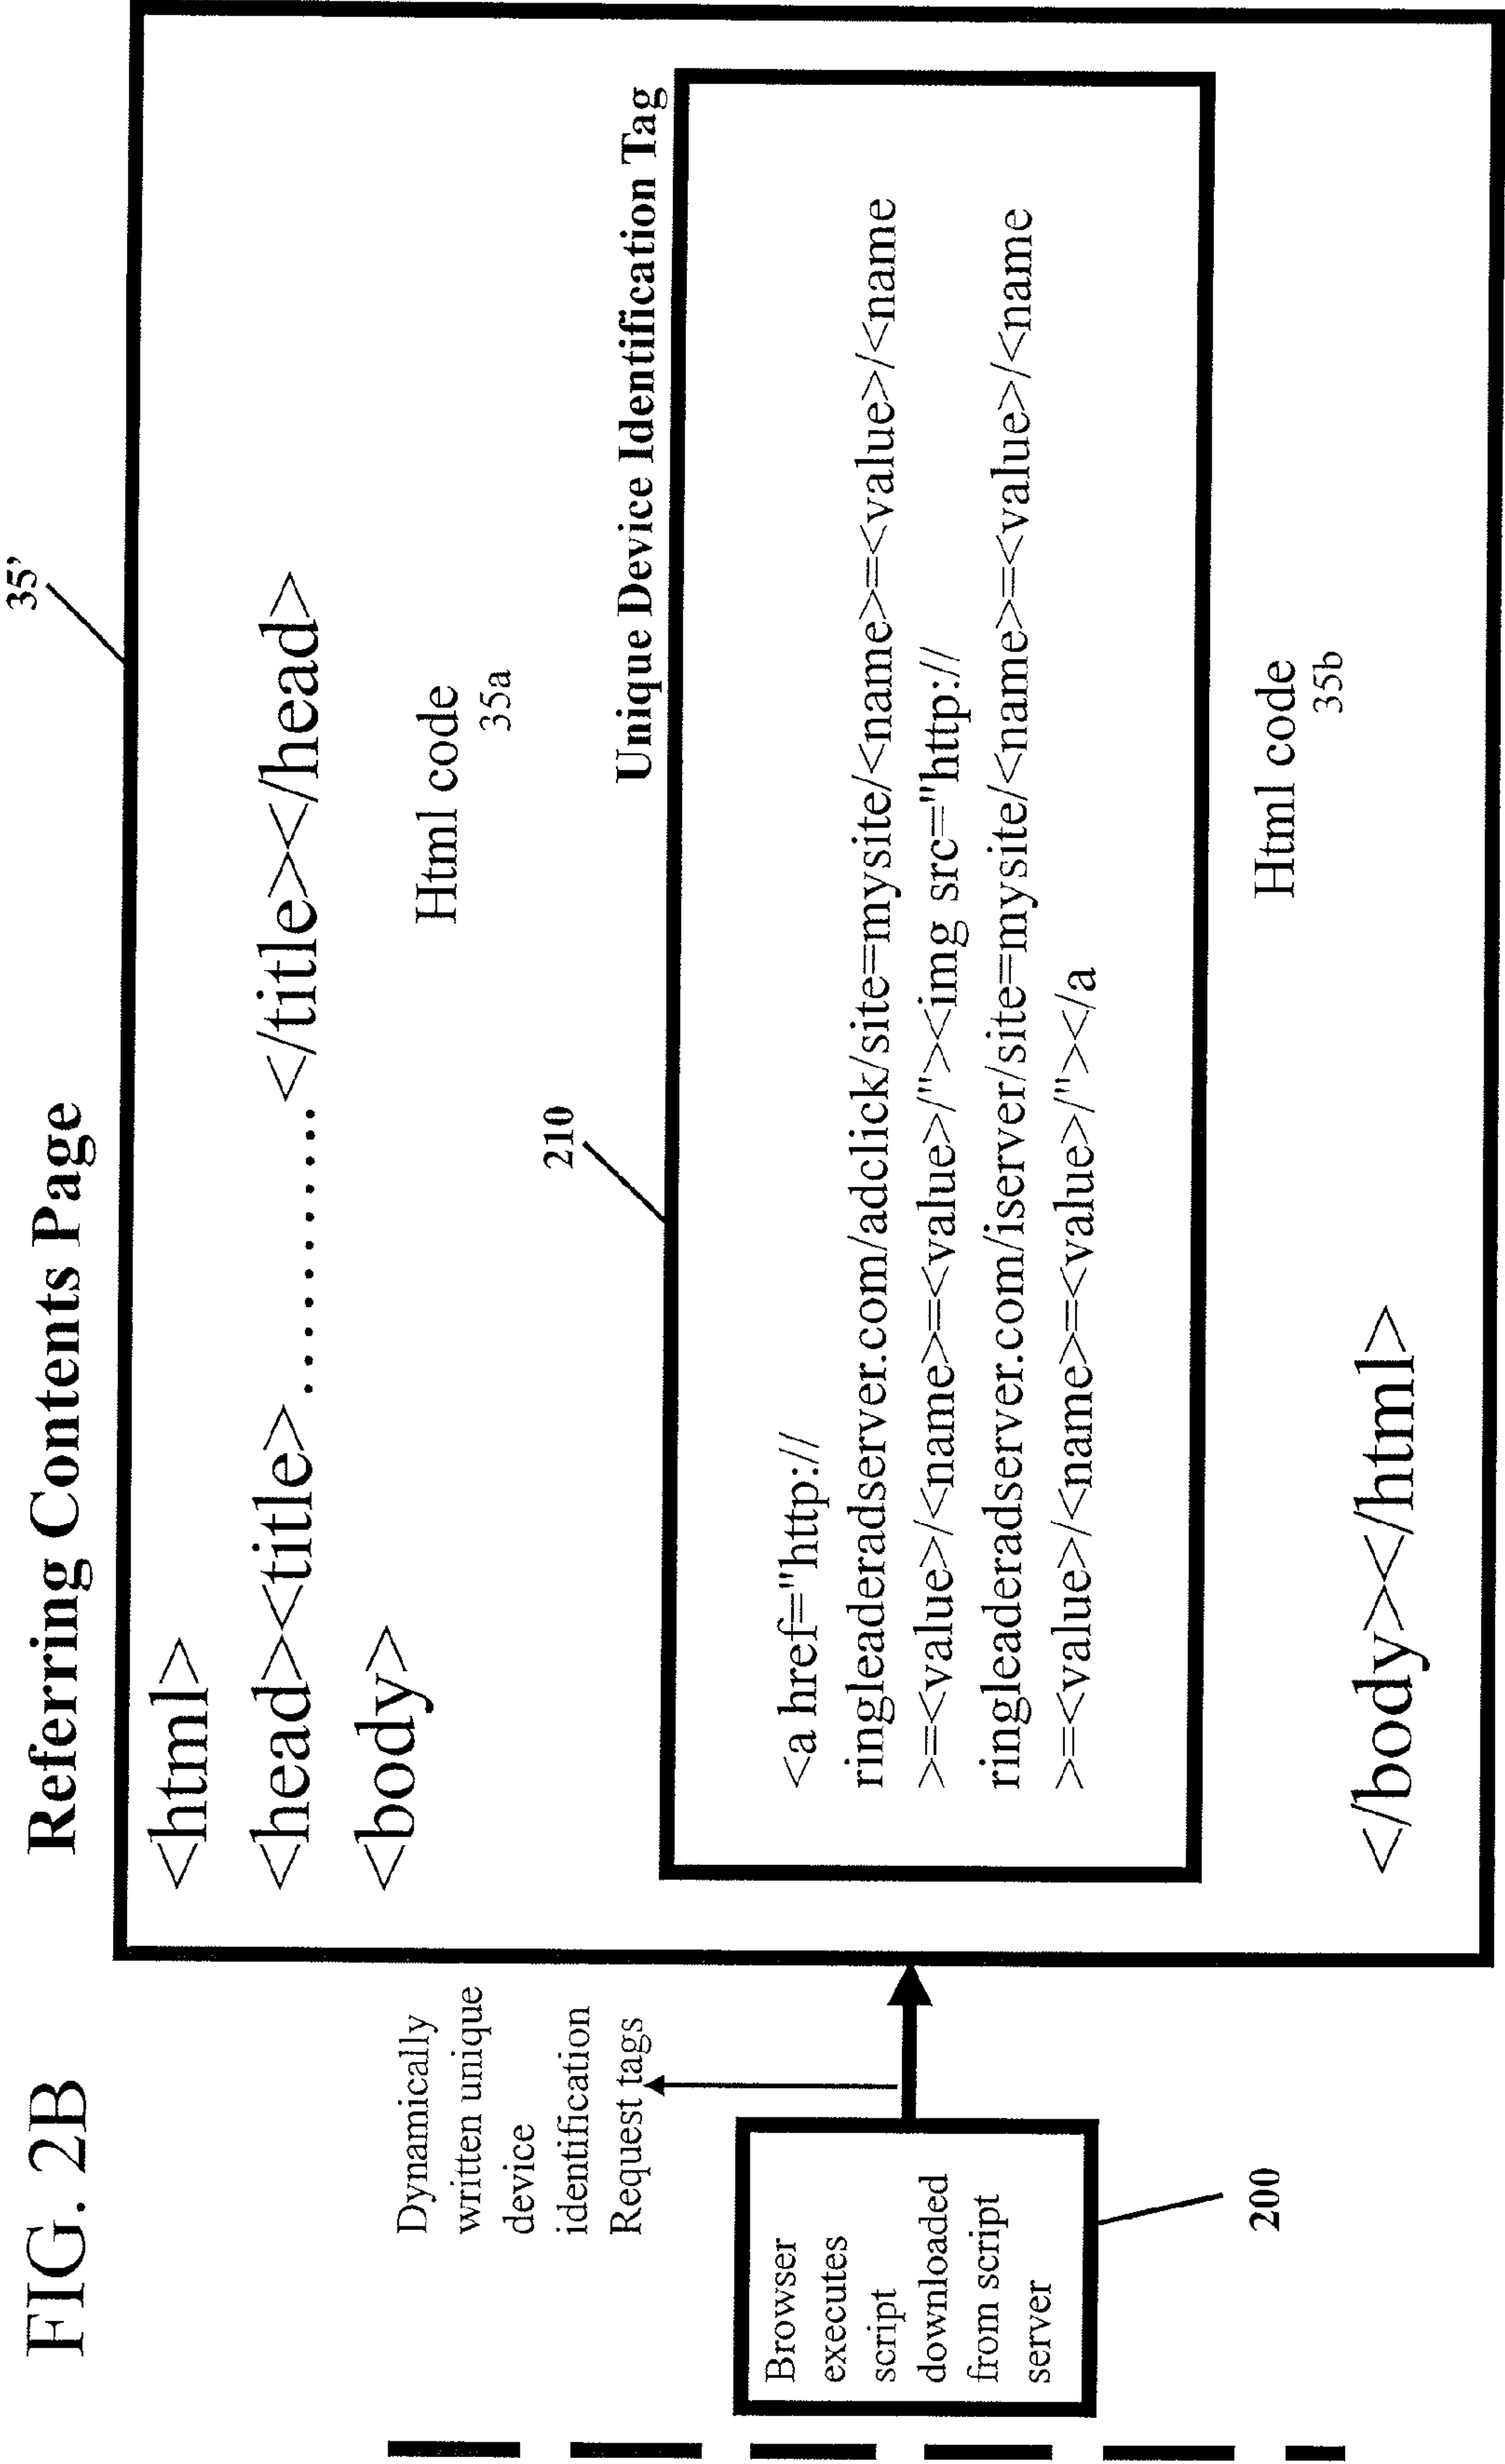 FIG. 2B
Referring Contents Page
35'
<html>
<head><title>............</title></head>
<body>
Html code
35a
Dynamically
written unique
device
identification
Request tags
210
Unique Device Identification Tag
<a href="http://
ringleaderadserver.com/adclick/site=mysite/<name>=<value>/<name
>=<value>/<name>=<value>/"><img src="http://
ringleaderadserver.com/iserver/site=mysite/<name>=<value>/<name
>=<value>/<name>=<value>/"></a
Browser
executes
script
downloaded
from script
server
200
Html code
35b
</body></html>